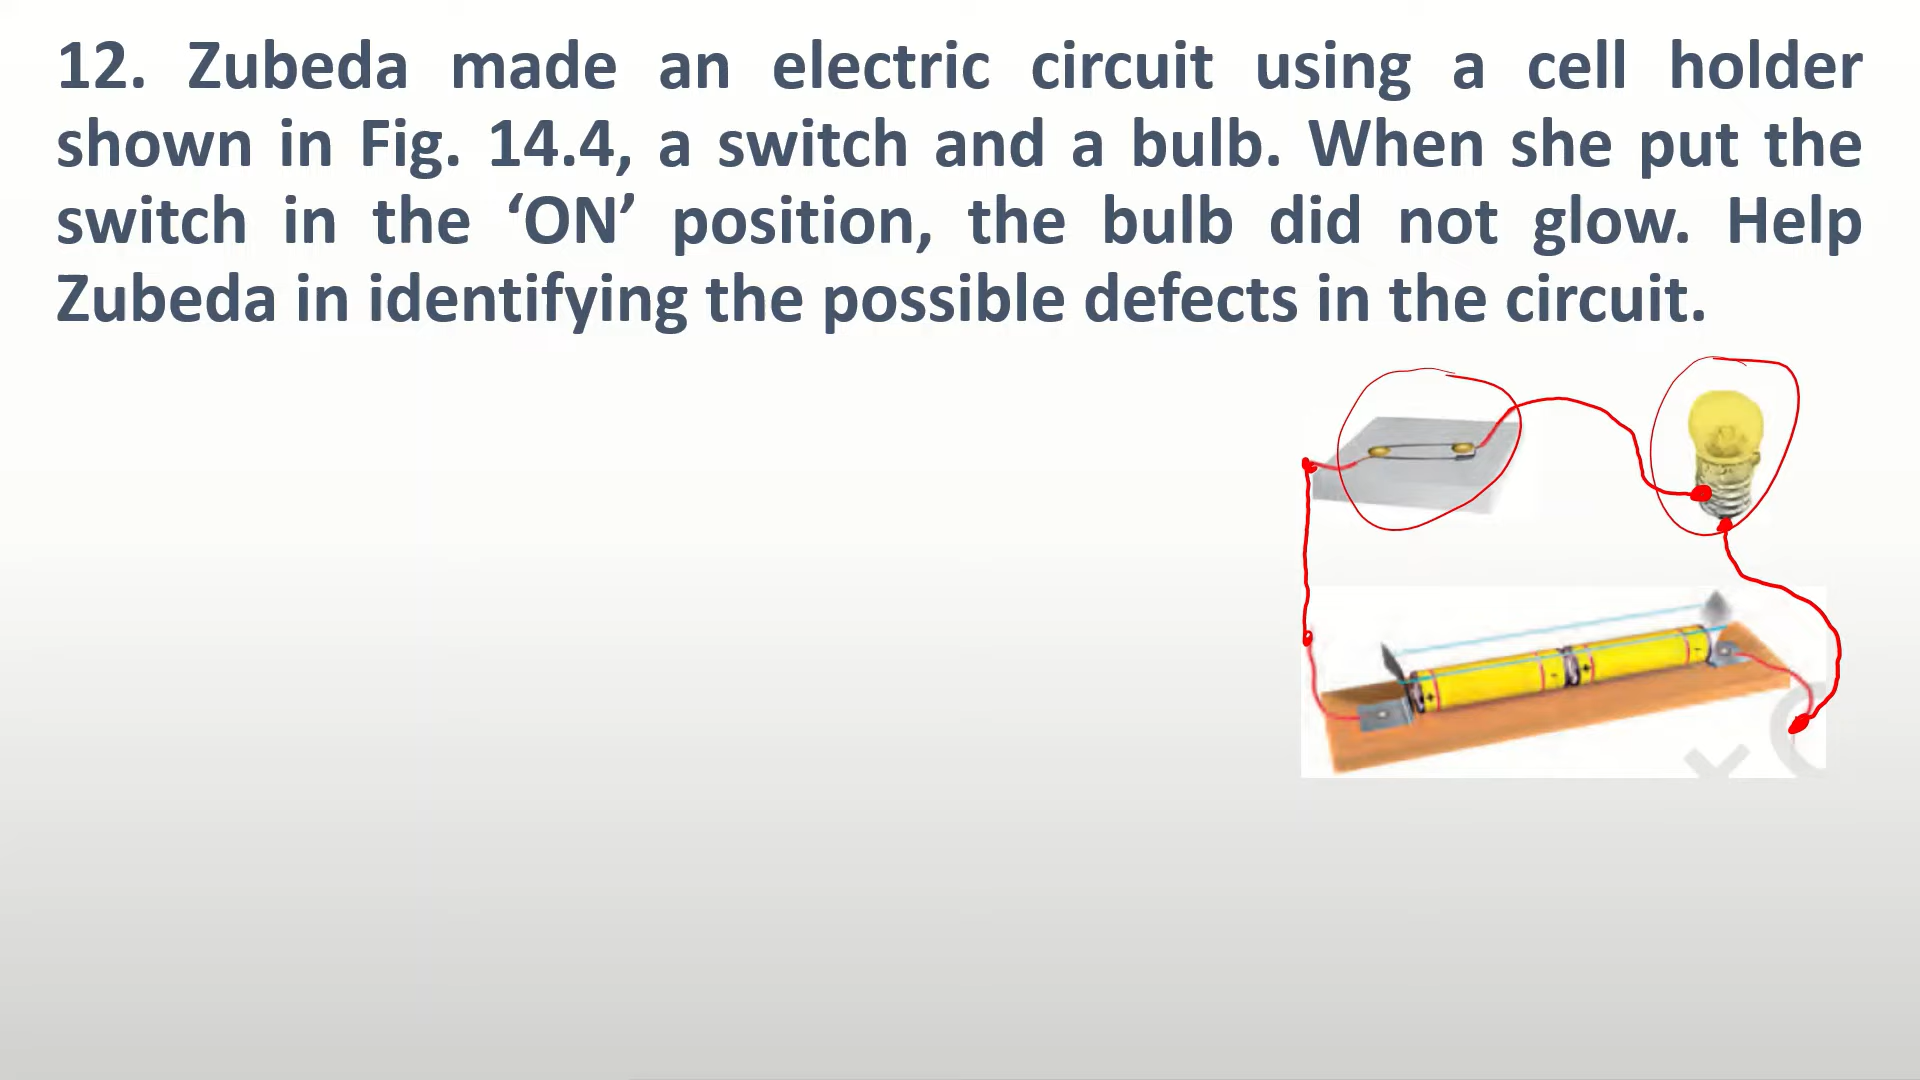 12. Zubeda made an electric circuit using a cell holder
shown in Fig. 14.4, a switch and a bulb. When she put the
switch in the ‘ON’ position, the bulb did not glow. Help
Zubeda in identifying the possible defects in the circuit.